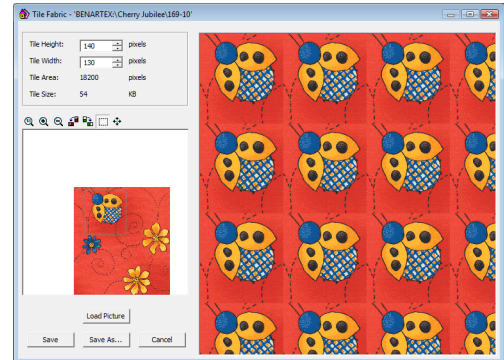 Tile Fabric - 'BENARTEX:\Cherry Jubilee\169-10'
Tile Height: 140 pixels
Tile Width: 130 pixels
Tile Area: 18200 pixels
Tile Size: 54 KB
Load Picture
Save Save As... Cancel